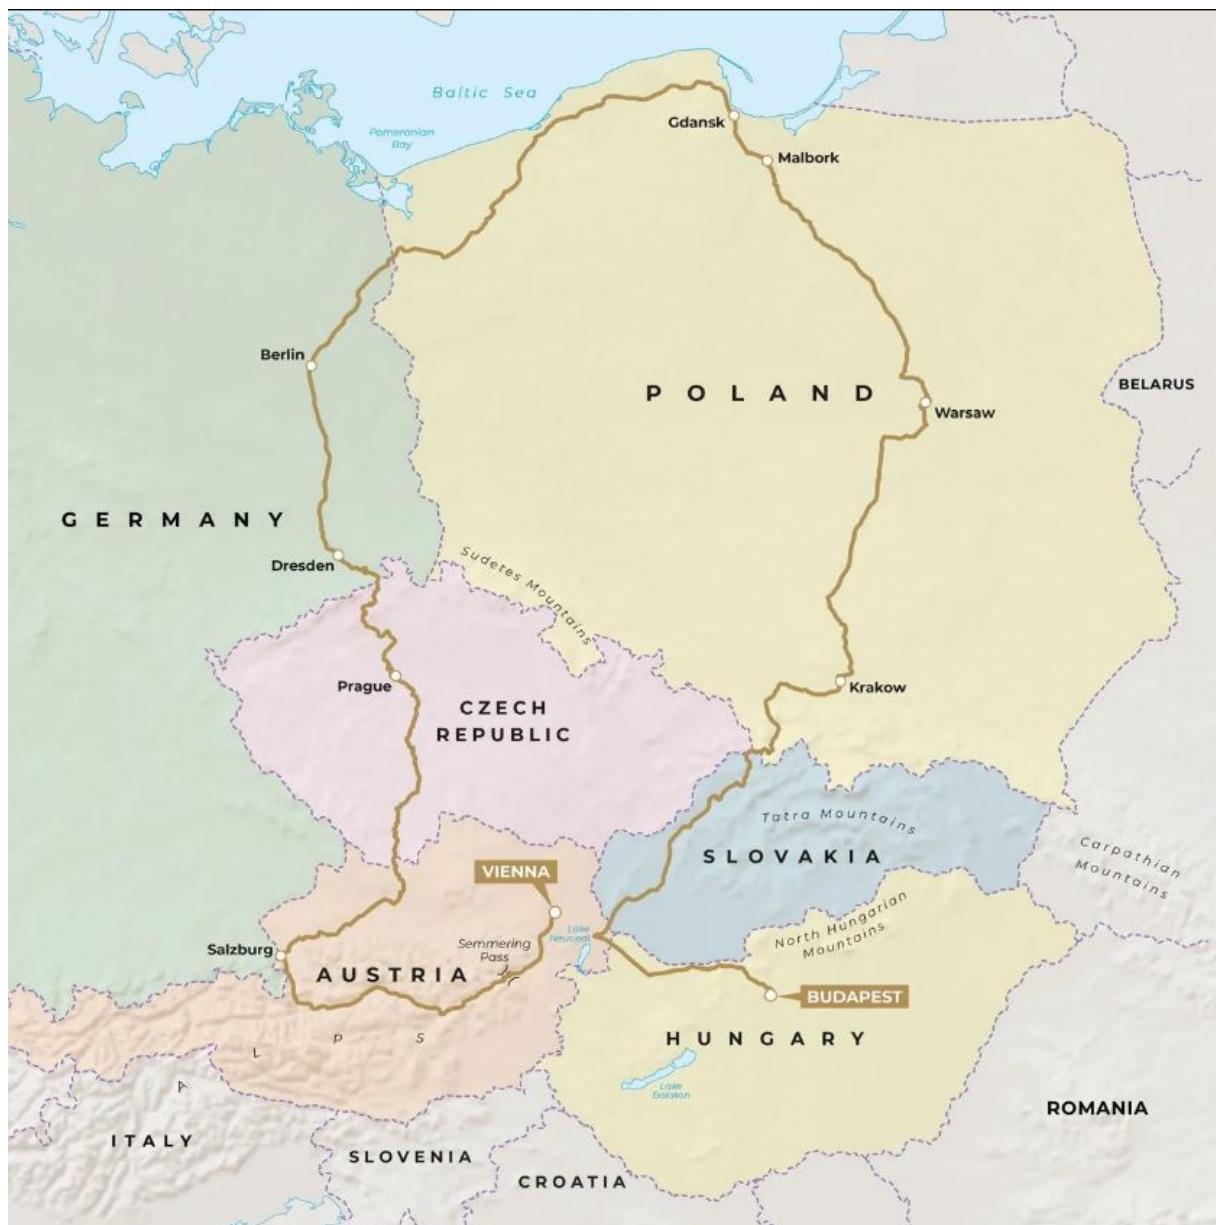 Baltic Sea
Pomeranian
Bay
Gdansk
Malbork
Berlin
POLAND
BELARUS
Warsaw
GERMANY
Sudetes Mountains
Dresden
Prague
Krakow
CZECH
REPUBLIC
Tatra Mountains
SLOVAKIA
Carpathian
Mountains
VIENNA
Lake
Neusiedl
North Hungarian
Mountains
Salzburg
Semmering
Pass
AUSTRIA
BUDAPEST
HUNGARY
ALPS
Lake
Balaton
ROMANIA
ITALY
SLOVENIA
CROATIA